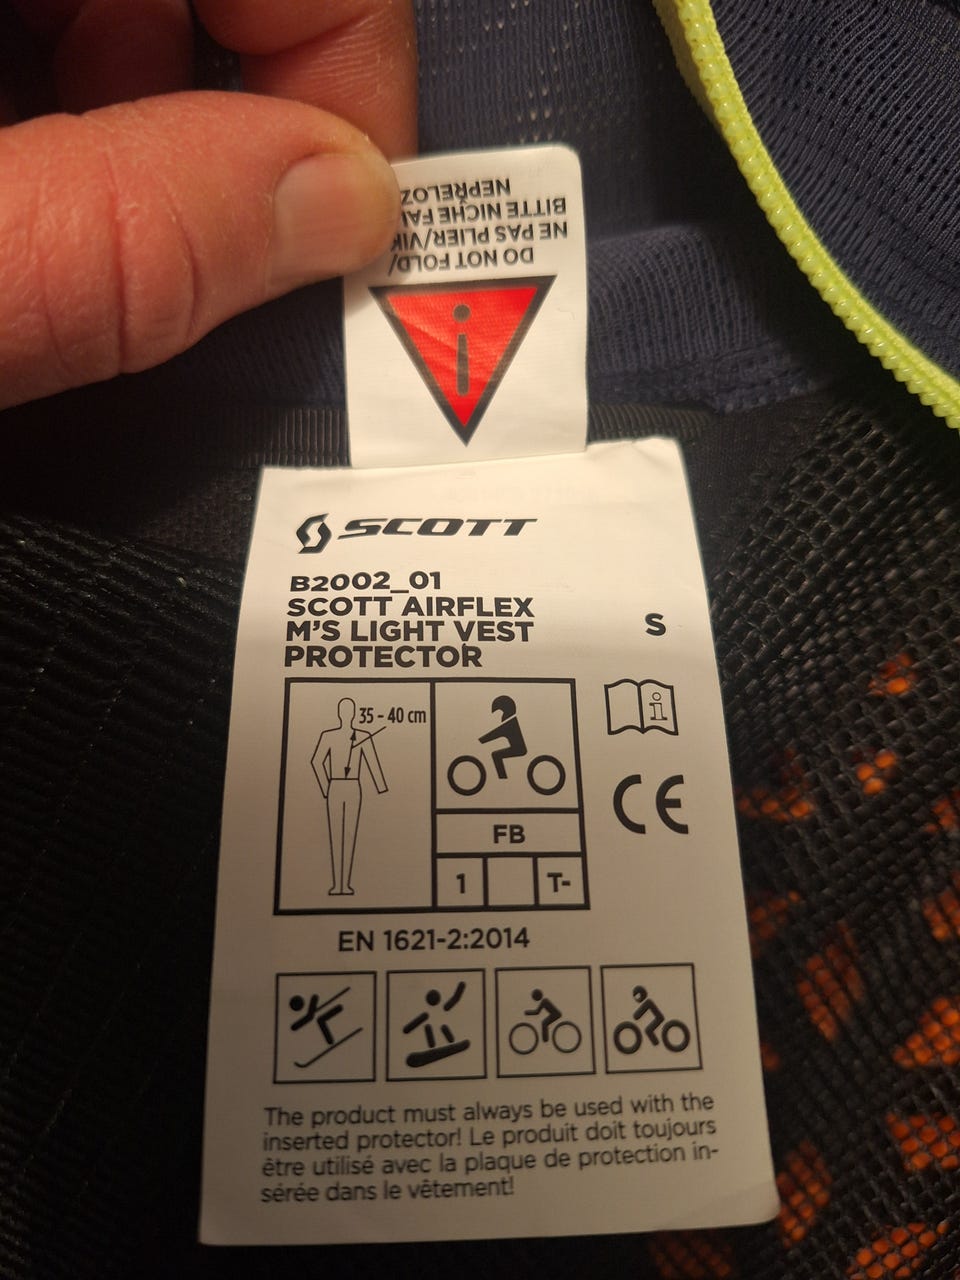 DO NOT FOLD/
NE PAS PLIER/
BITTE NICHE
NEPŘELOZ
SCOTT
B2002_01
SCOTT AIRFLEX
M'S LIGHT VEST
PROTECTOR
S
35 - 40 cm
i
CE
FB
1
T-
EN 1621-2:2014
The product must always be used with the
inserted protector! Le produit doit toujours
être utilisé avec la plaque de protection in-
sérée dans le vêtement!